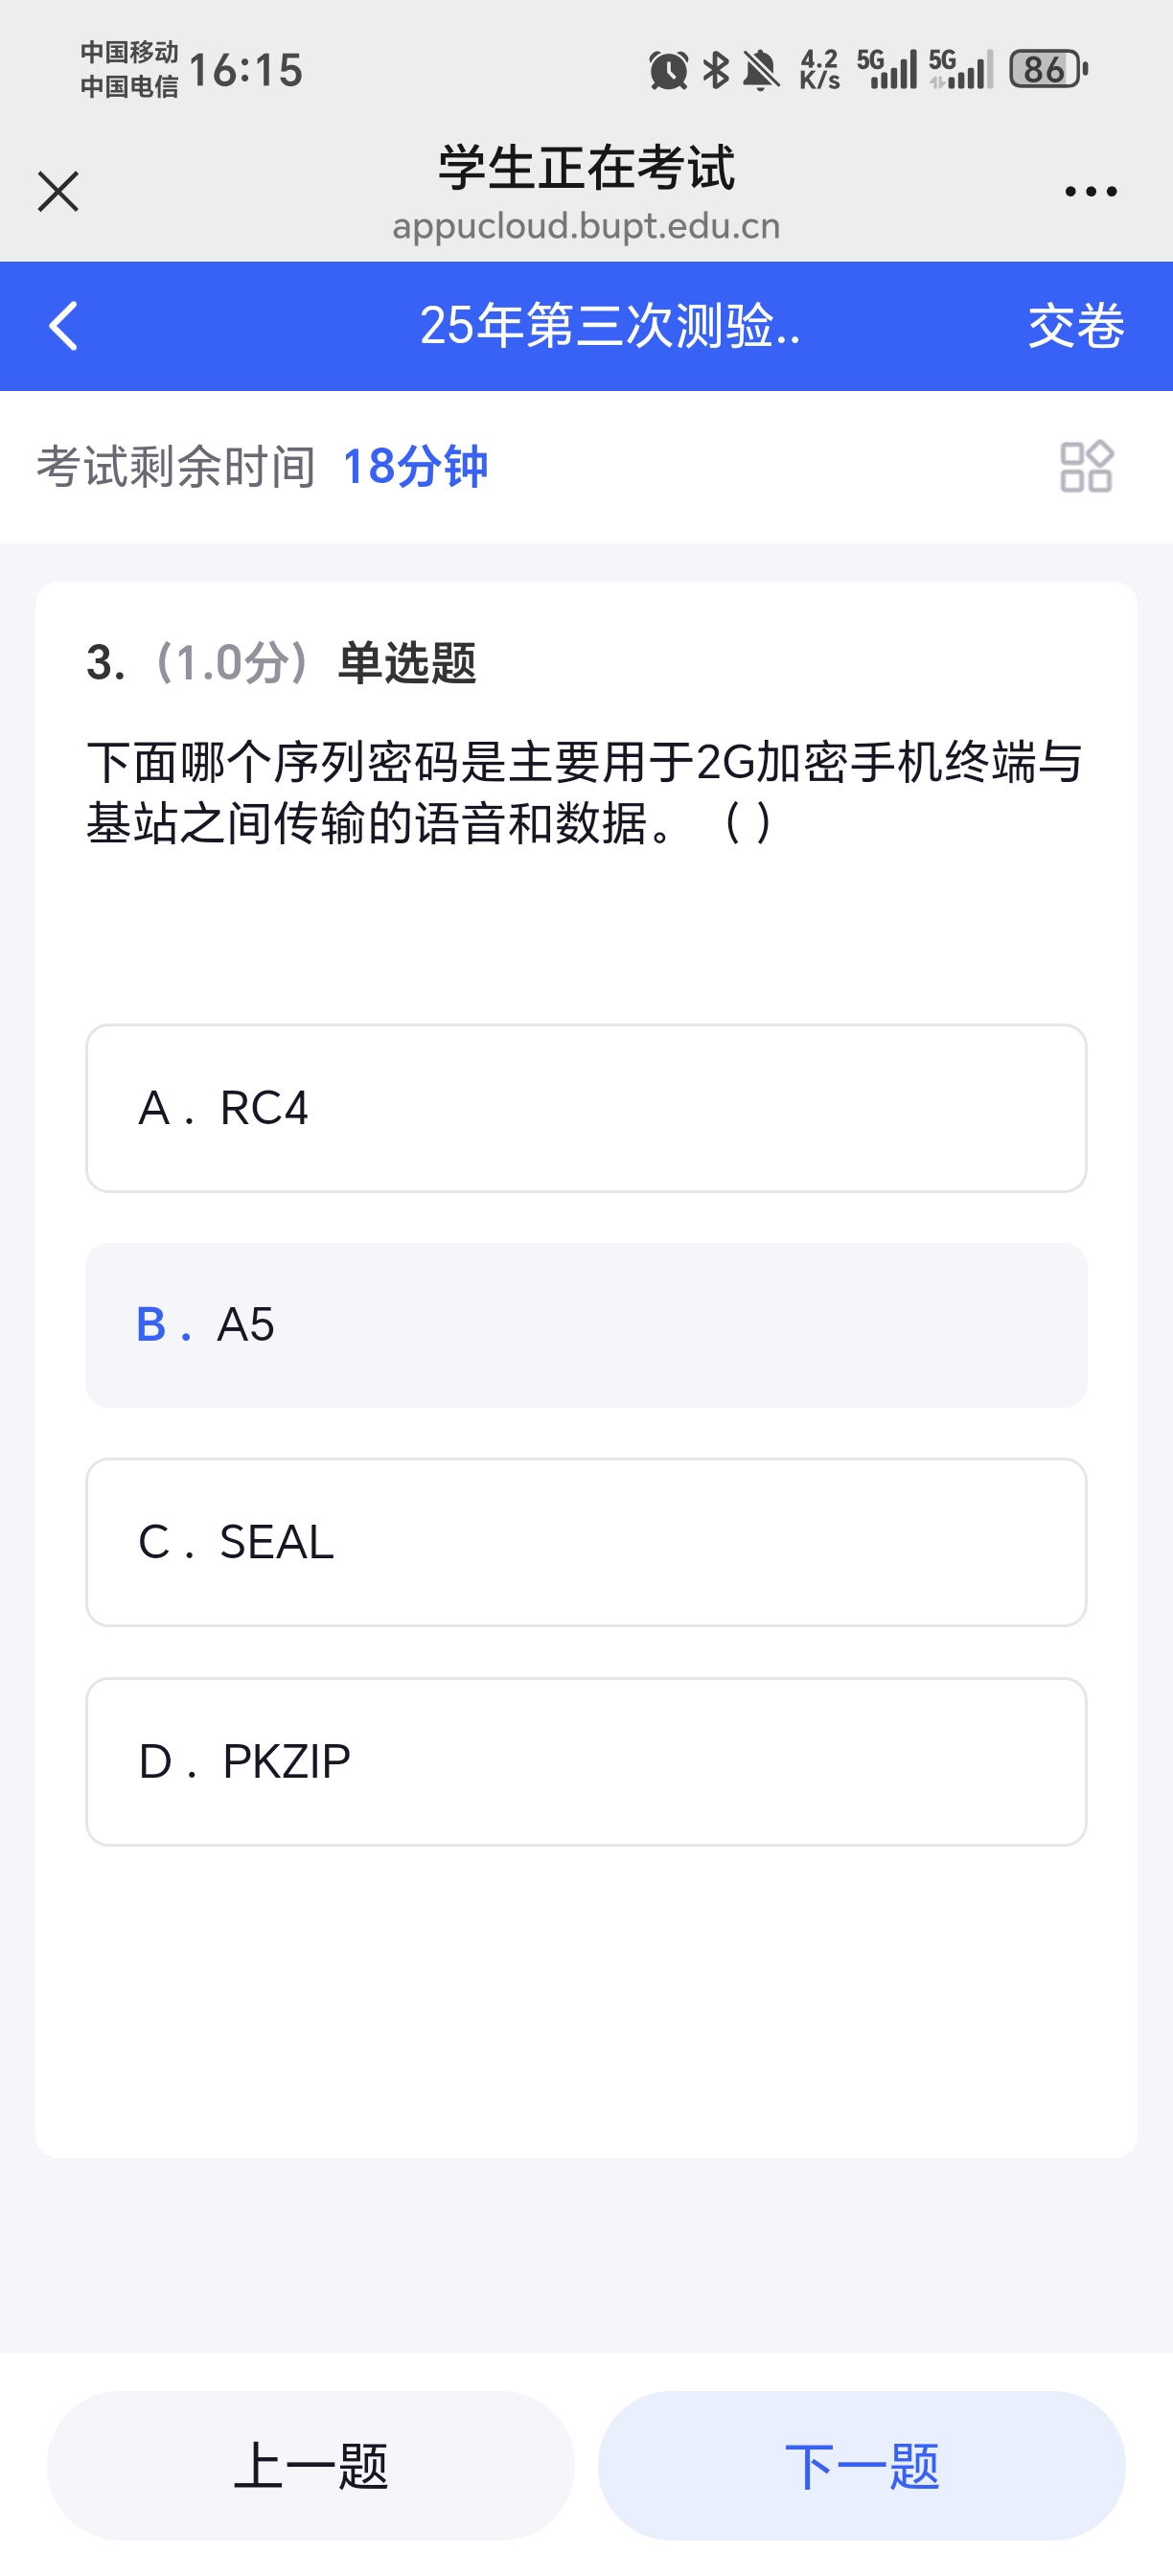 中国移动
中国电信
16:15
4.2
K/s
5G
5G
86
学生正在考试
appucloud.bupt.edu.cn
25年第三次测验..
交卷
考试剩余时间 18分钟
3.（1.0分）单选题
下面哪个序列密码是主要用于2G加密手机终端与
基站之间传输的语音和数据。（ ）
A . RC4
B . A5
C . SEAL
D . PKZIP
上一题
下一题